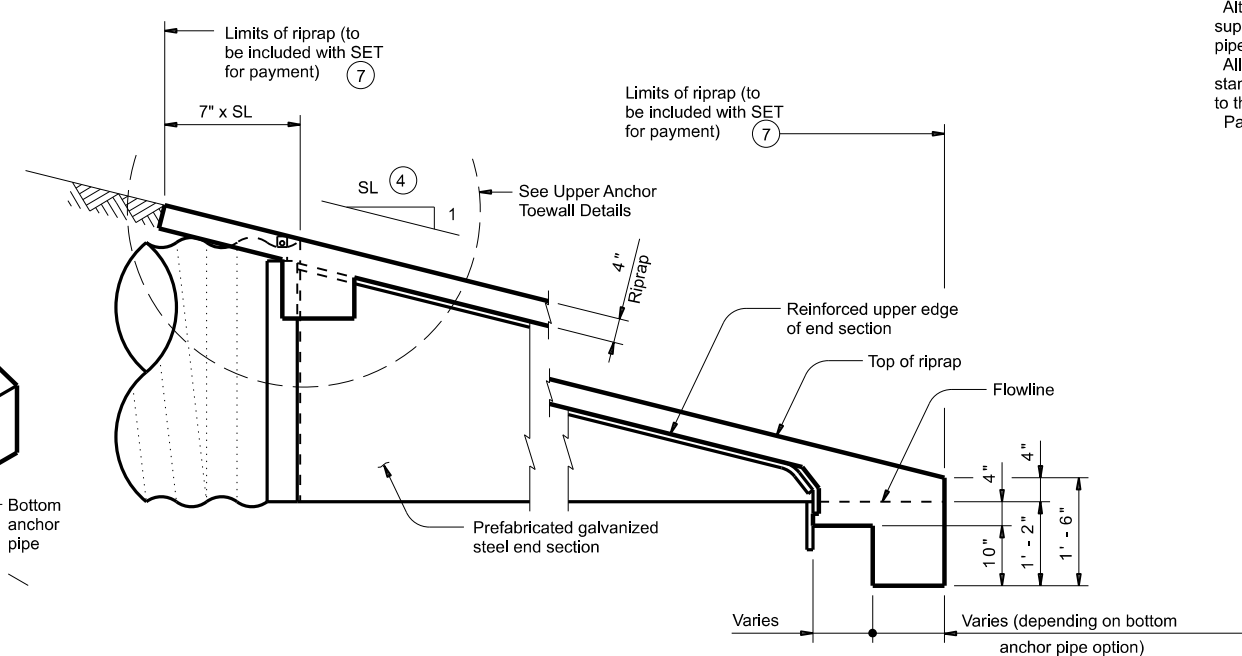 Limits of riprap (to
be included with SET
for payment) 7
7" x SL
SL 4
1
See Upper Anchor
Toewall Details
4"
Riprap
Limits of riprap (to
be included with SET
for payment) 7
Reinforced upper edge
of end section
Top of riprap
Flowline
4"
4"
10"
1' - 2"
1' - 6"
Prefabricated galvanized
steel end section
Bottom
anchor
pipe
Varies
Varies (depending on bottom
anchor pipe option)
Alt
sup
pipe
All
stan
to th
Pa